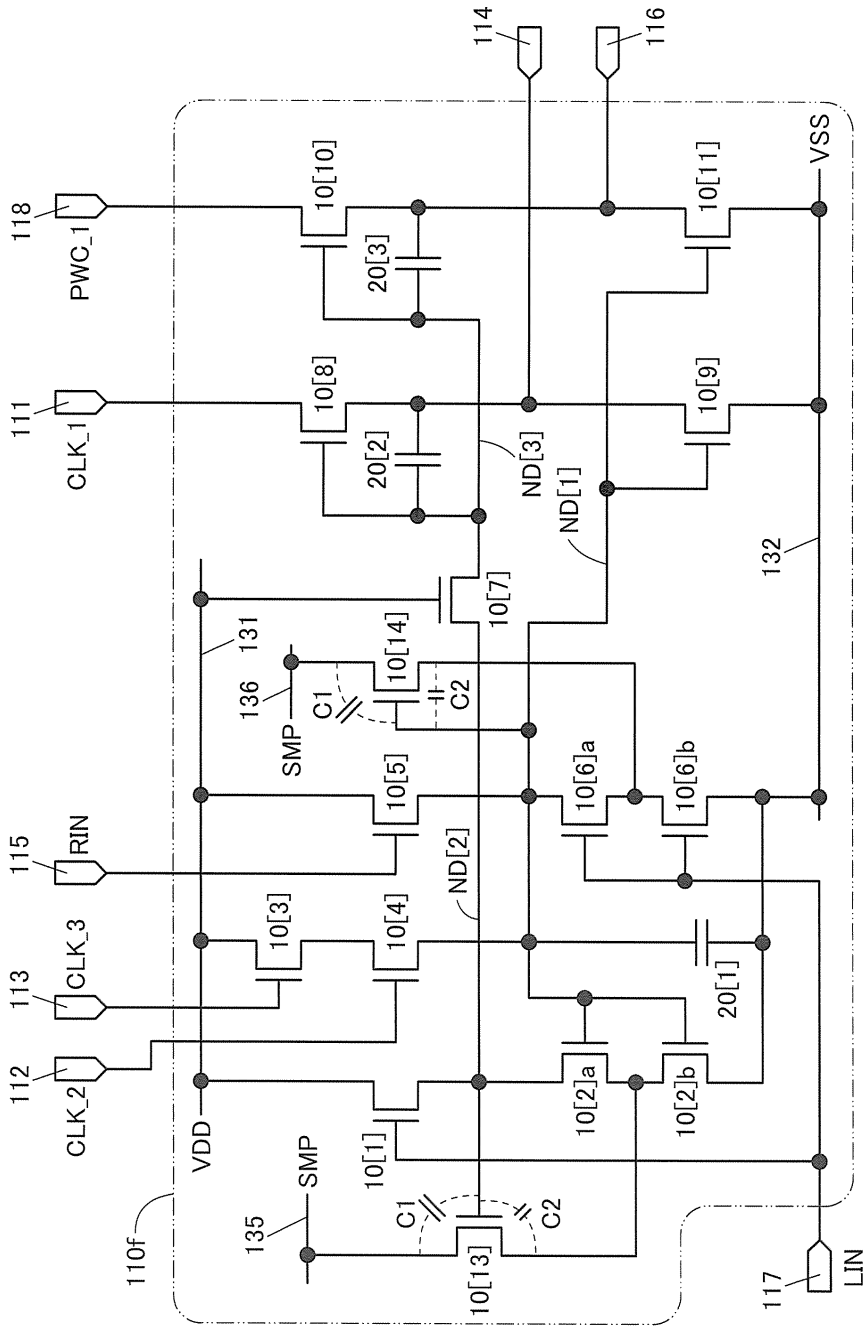 110f
117
LIN
135
SMP
C1
C2
10[13]
112
CLK_2
113
CLK_3
115
RIN
VDD
10[1]
10[3]
10[4]
10[5]
ND[2]
10[2]a
10[2]b
20[1]
10[6]a
10[6]b
SMP
136
C1
C2
10[14]
131
10[7]
111
CLK_1
118
PWC_1
10[8]
20[2]
10[10]
20[3]
ND[3]
ND[1]
10[9]
10[11]
132
VSS
114
116